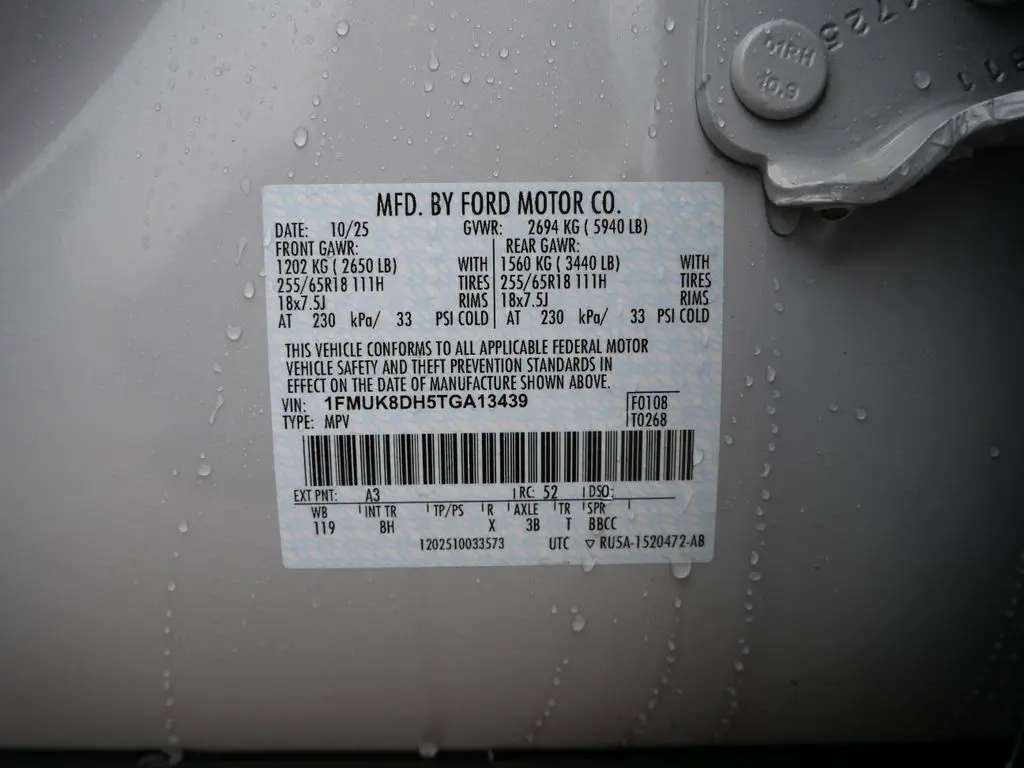 01RH
10.9
1725
311
MFD. BY FORD MOTOR CO.
DATE: 10/25 GVWR: 2694 KG ( 5940 LB)
FRONT GAWR: REAR GAWR:
1202 KG ( 2650 LB) WITH 1560 KG ( 3440 LB) WITH
255/65R18 111H TIRES 255/65R18 111H TIRES
18x7.5J RIMS 18x7.5J RIMS
AT 230 kPa/ 33 PSI COLD AT 230 kPa/ 33 PSI COLD
THIS VEHICLE CONFORMS TO ALL APPLICABLE FEDERAL MOTOR
VEHICLE SAFETY AND THEFT PREVENTION STANDARDS IN
EFFECT ON THE DATE OF MANUFACTURE SHOWN ABOVE.
VIN: 1FMUK8DH5TGA13439 F0108
TYPE: MPV T0268
EXT PNT: A3 RC: 52 DSO:
WB INT TR TP/PS R AXLE TR SPR
119 8H X 3B T BBCC
1202510033573 UTC ▽ RU5A-1520472-AB